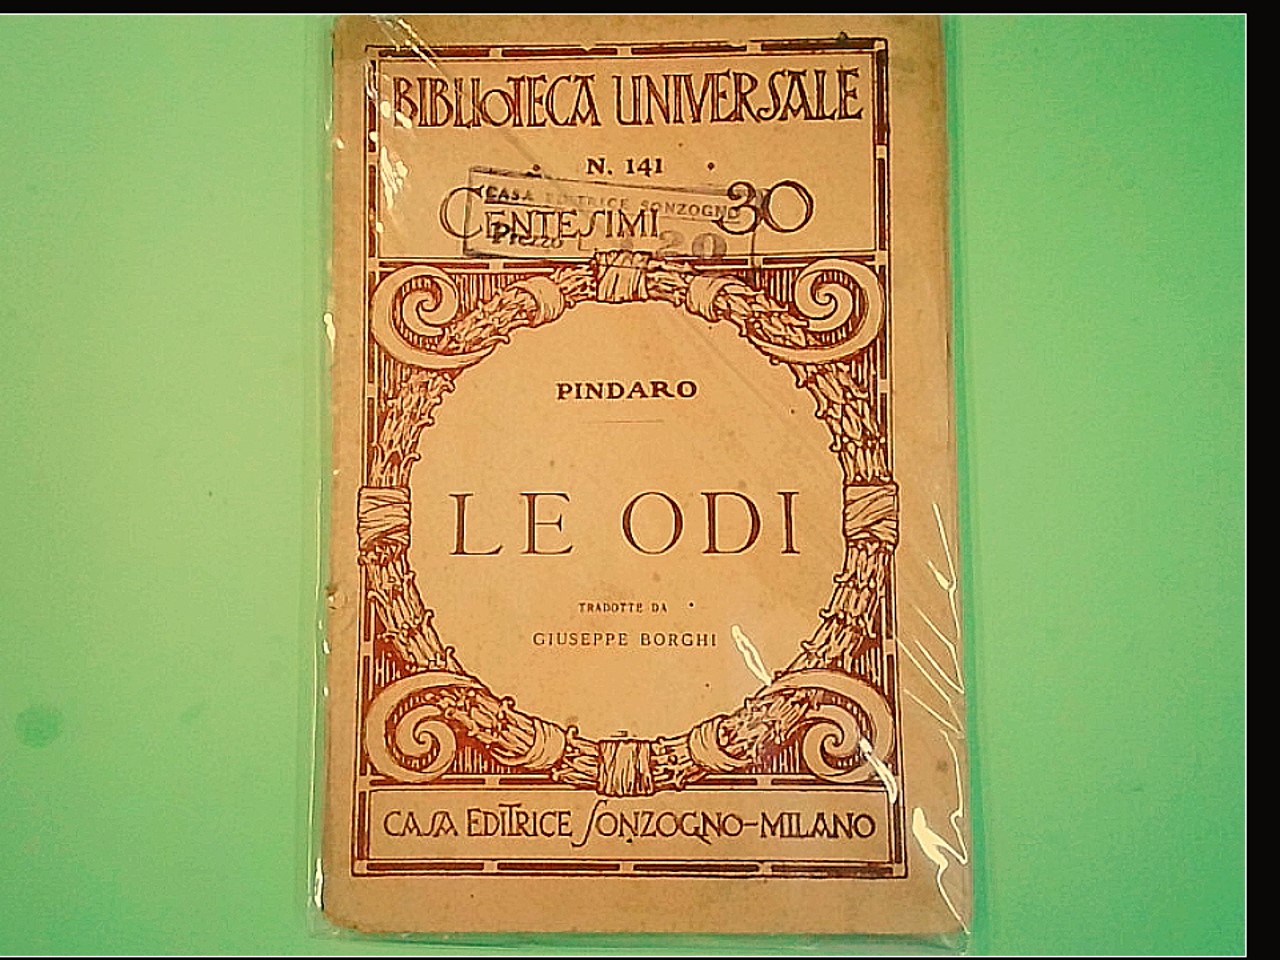 BIBLIOTECA UNIVERSALE
N. 141
CASA EDITRICE SONZOGNO
CENTESIMI 30
Prezzo L. 20
PINDARO
LE ODI
TRADOTTE DA
GIUSEPPE BORGHI
CASA EDITRICE SONZOGNO-MILANO